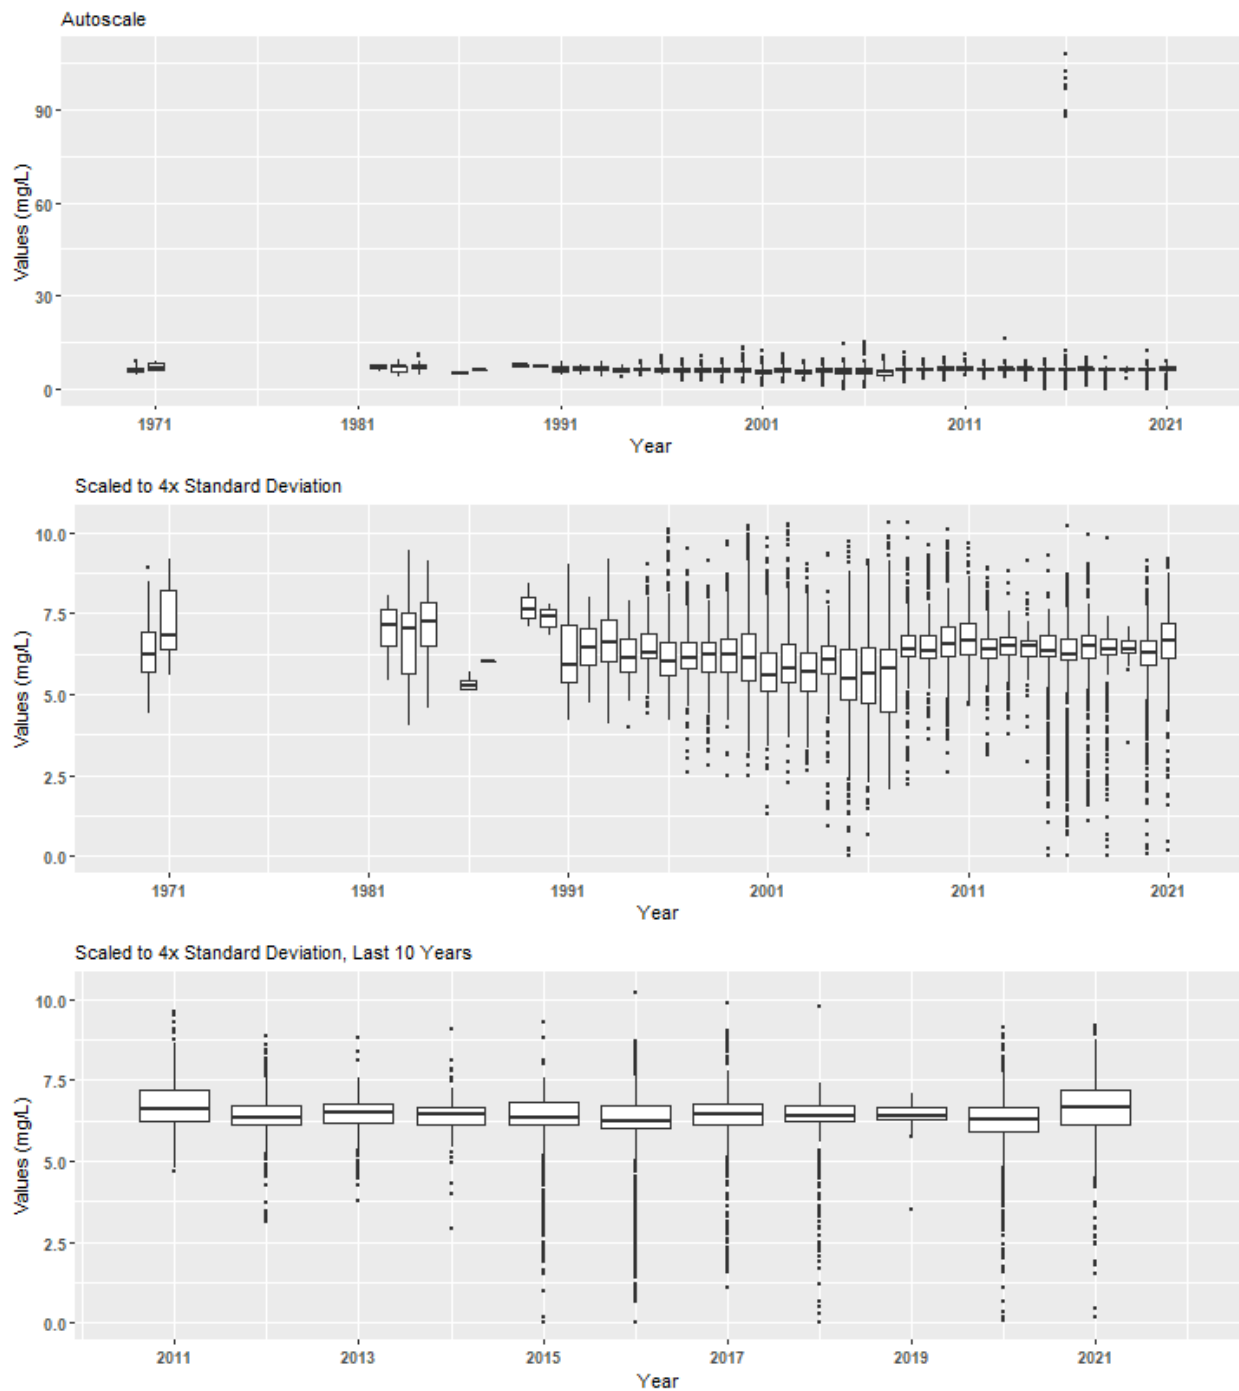 Autoscale
90
60
30
0
Values (mg/L)
1971 1981 1991 2001 2011 2021
Year
Scaled to 4x Standard Deviation
10.0
7.5
5.0
2.5
0.0
Values (mg/L)
1971 1981 1991 2001 2011 2021
Year
Scaled to 4x Standard Deviation, Last 10 Years
10.0
7.5
5.0
2.5
0.0
Values (mg/L)
2011 2013 2015 2017 2019 2021
Year